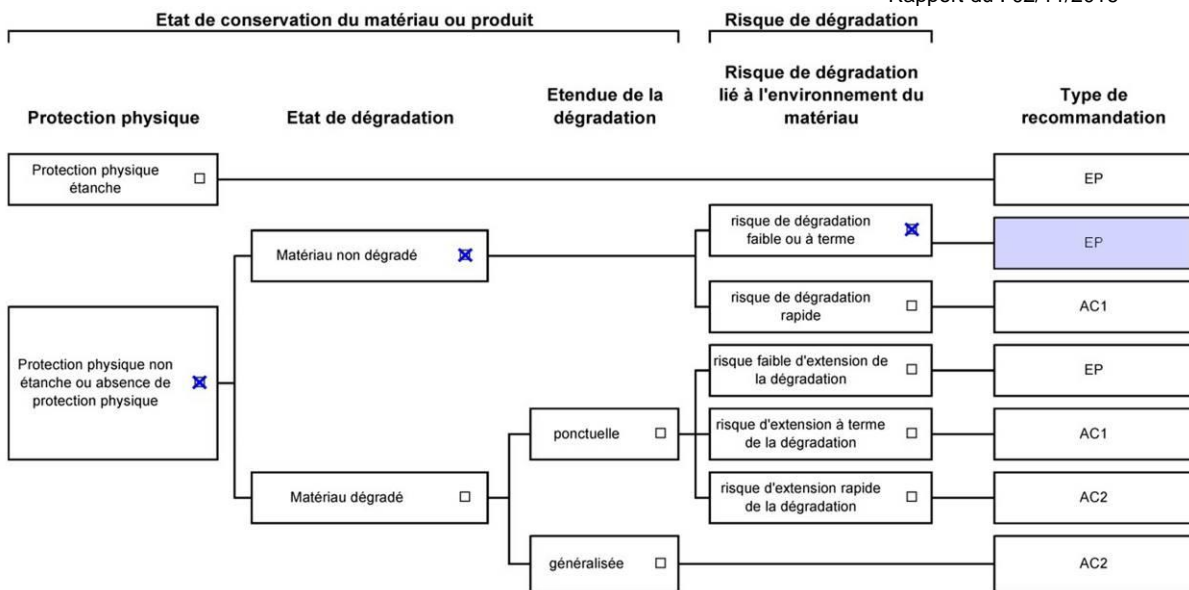 Etat de conservation du matériau ou produit
Risque de dégradation
Protection physique
Etat de dégradation
Etendue de la
dégradation
Risque de dégradation
lié à l'environnement du
matériau
Type de
recommandation
Protection physique
étanche
EP
Protection physique non
étanche ou absence de
protection physique
Matériau non dégradé
risque de dégradation
faible ou à terme
EP
risque de dégradation
rapide
AC1
Matériau dégradé
ponctuelle
risque faible d'extension de
la dégradation
EP
risque d'extension à terme
de la dégradation
AC1
risque d'extension rapide
de la dégradation
AC2
généralisée
AC2